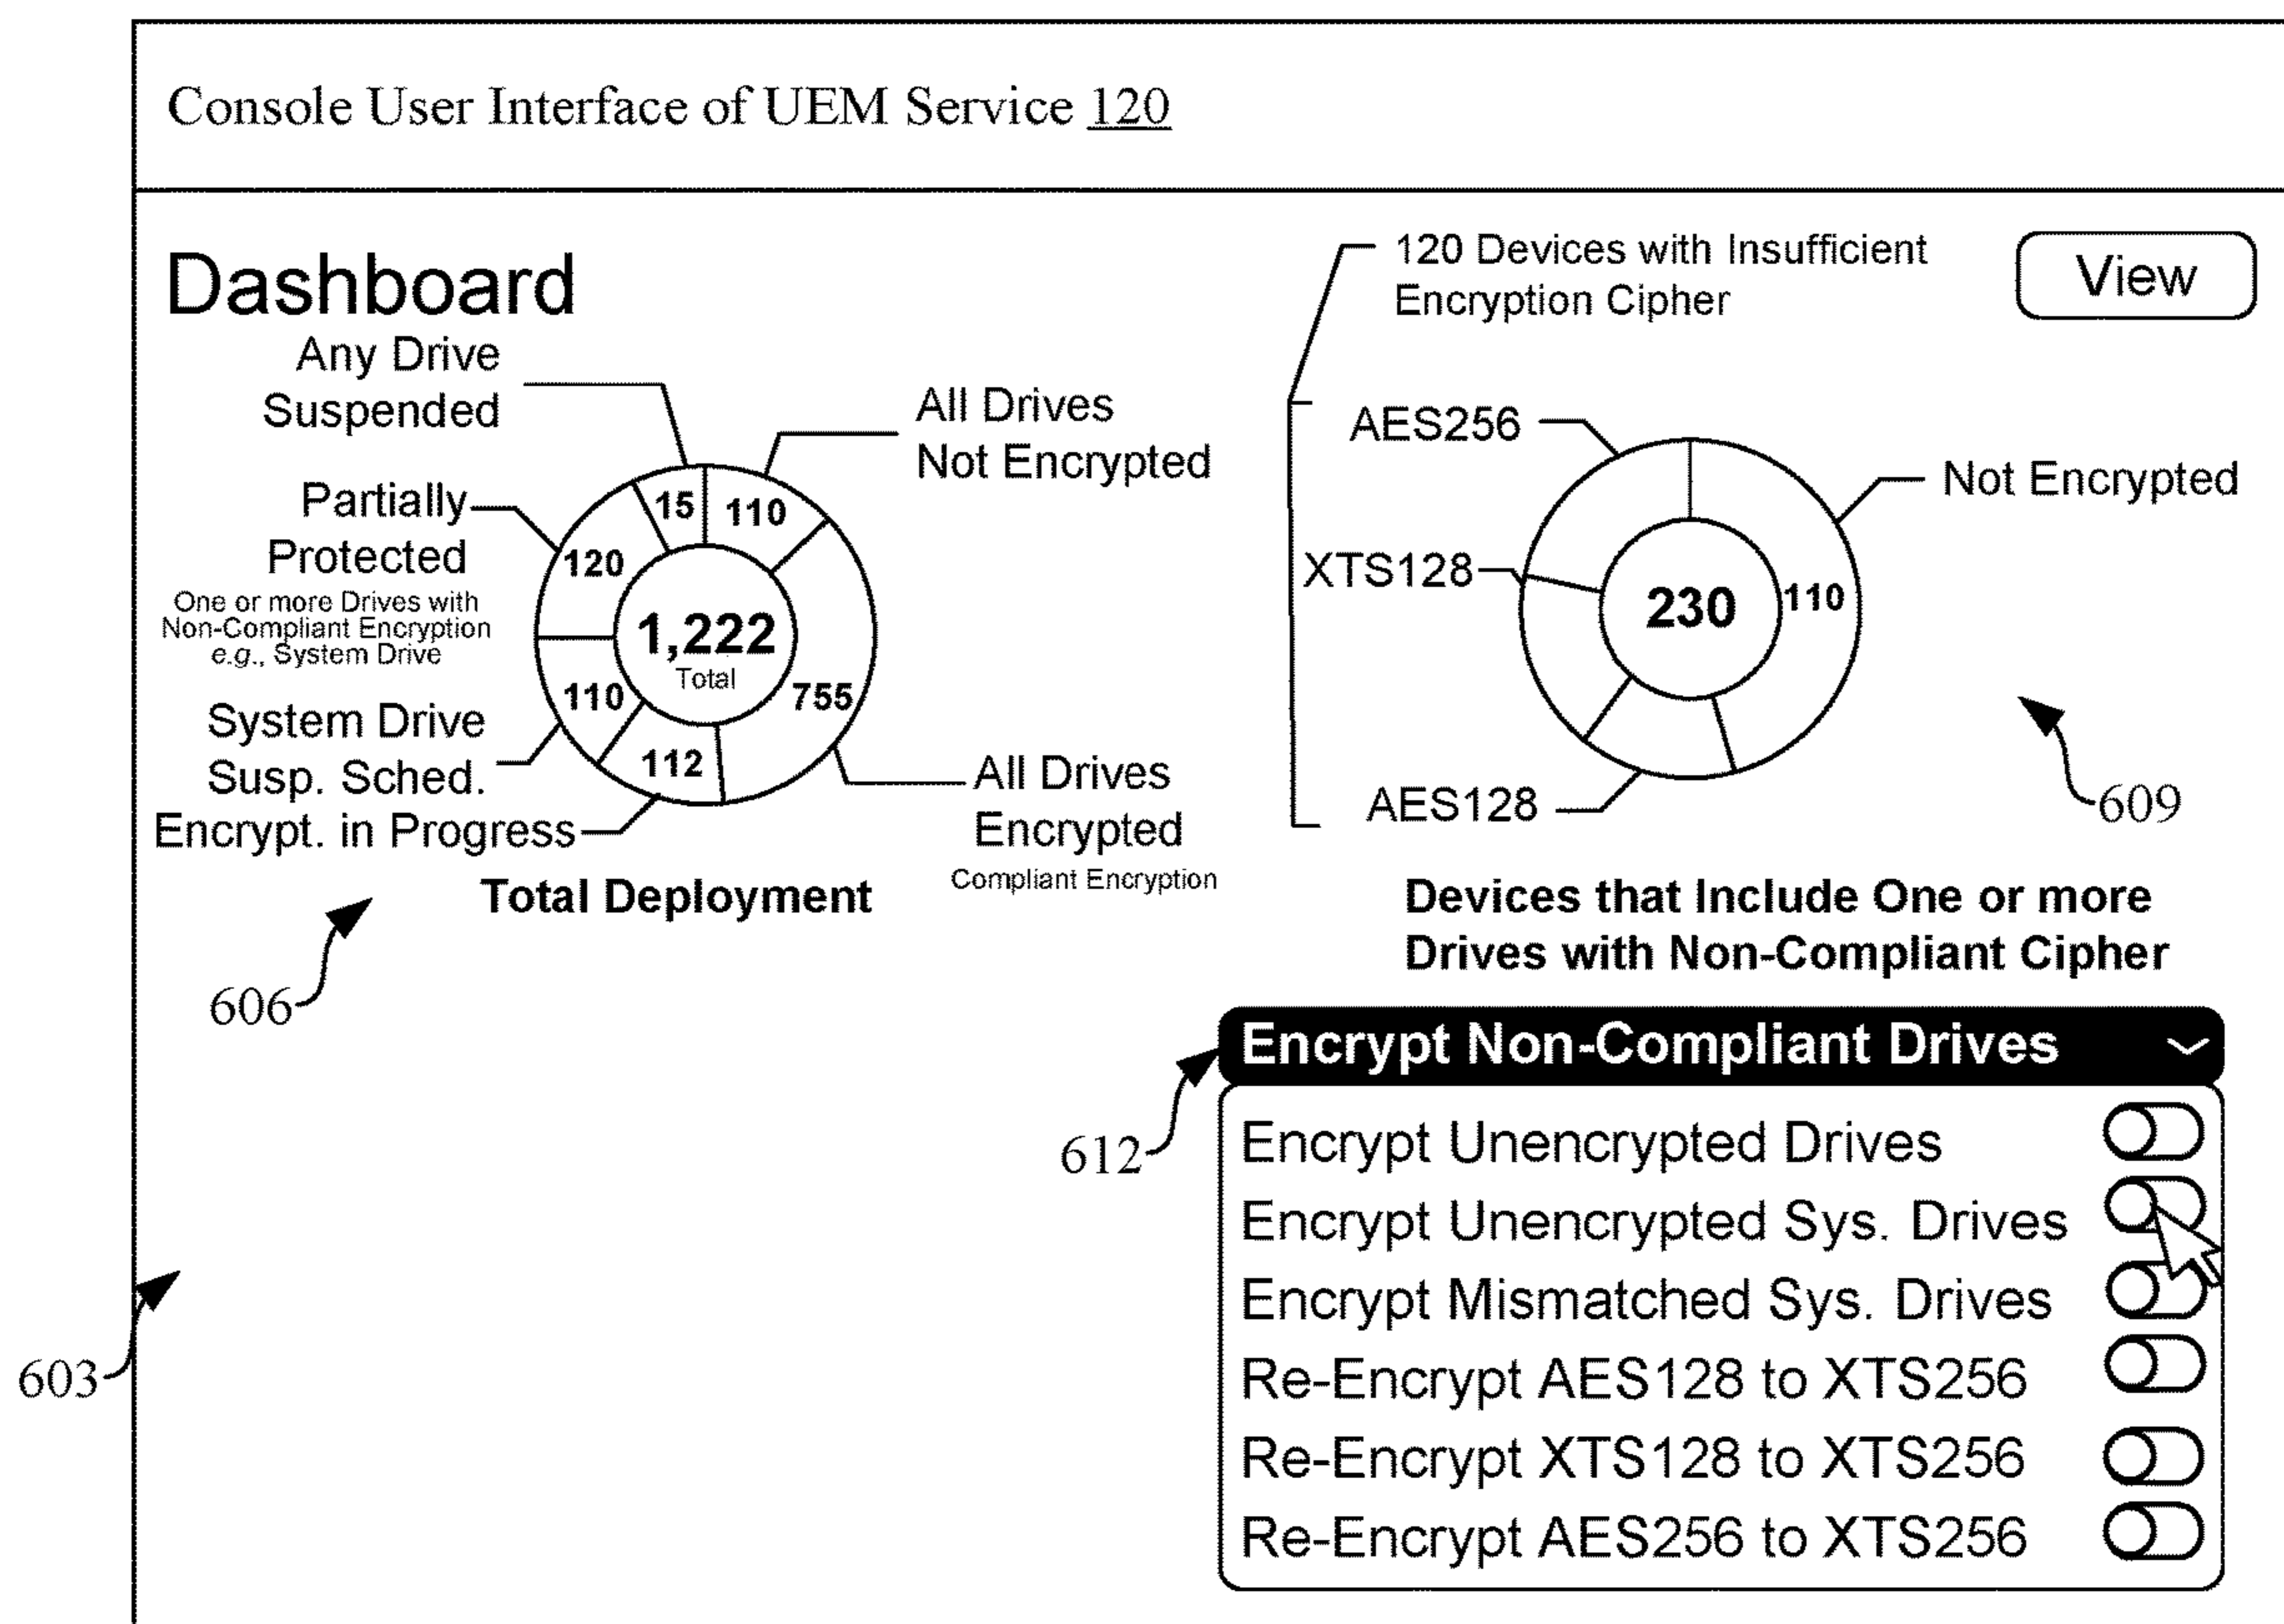 Console User Interface of UEM Service 120
Dashboard
Any Drive
Suspended
All Drives
Not Encrypted
Partially
Protected
One or more Drives with
Non-Compliant Encryption
e.g., System Drive
System Drive
Susp. Sched.
Encrypt. in Progress
15
110
120
1,222
Total
755
110
112
All Drives
Encrypted
Compliant Encryption
Total Deployment
606
120 Devices with Insufficient
Encryption Cipher
View
AES256
Not Encrypted
XTS128
230
110
AES128
609
Devices that Include One or more
Drives with Non-Compliant Cipher
612
Encrypt Non-Compliant Drives
Encrypt Unencrypted Drives
Encrypt Unencrypted Sys. Drives
Encrypt Mismatched Sys. Drives
Re-Encrypt AES128 to XTS256
Re-Encrypt XTS128 to XTS256
Re-Encrypt AES256 to XTS256
603